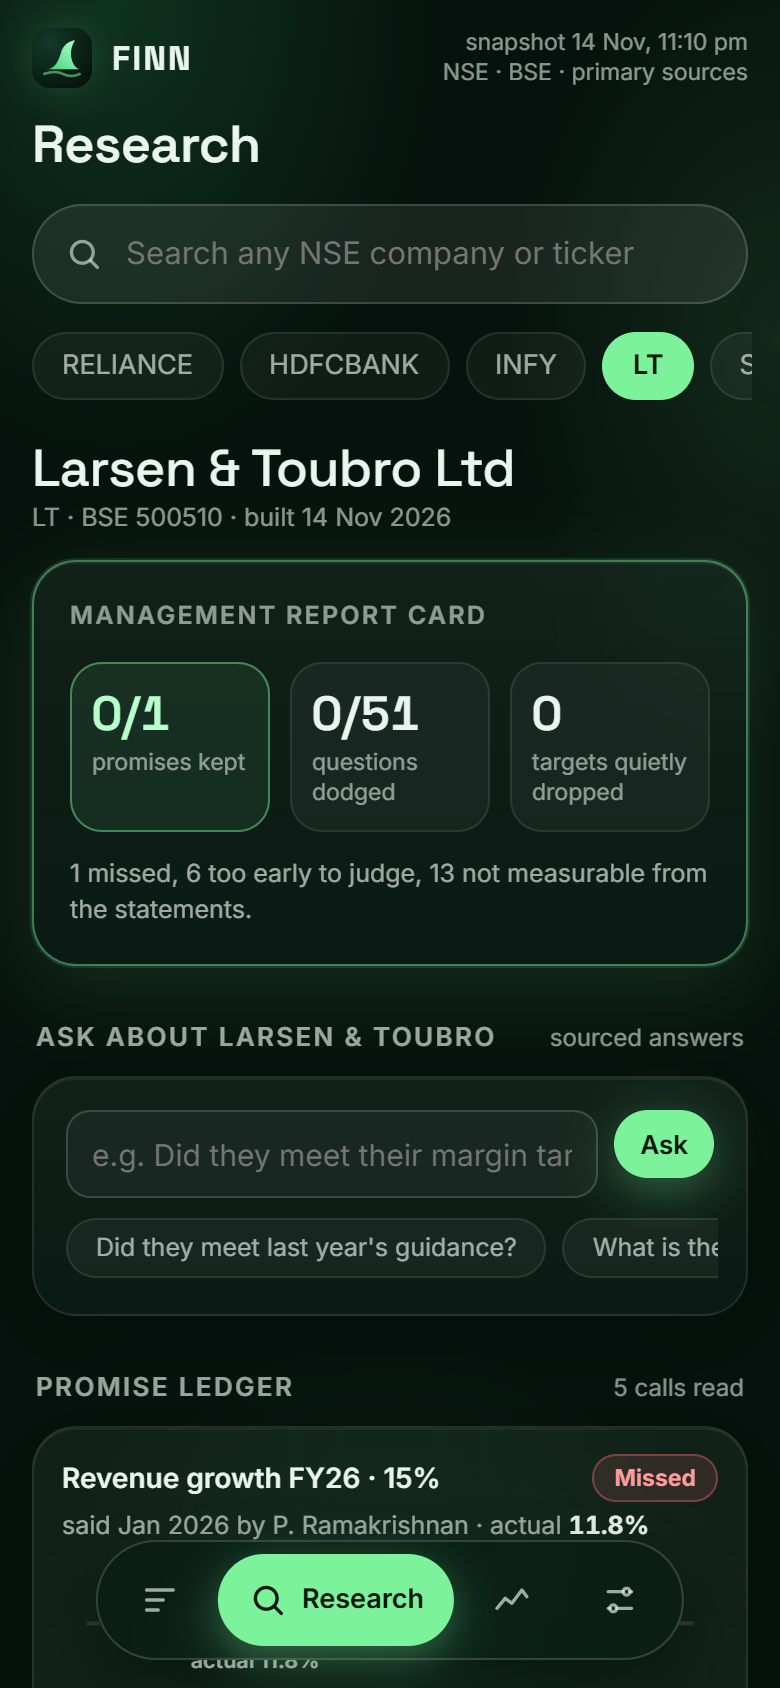 FINN
snapshot 14 Nov, 11:10 pm
NSE · BSE · primary sources
Research
Search any NSE company or ticker
RELIANCE
HDFCBANK
INFY
LT
S
Larsen & Toubro Ltd
LT · BSE 500510 · built 14 Nov 2026
MANAGEMENT REPORT CARD
0/1
promises kept
0/51
questions
dodged
0
targets quietly
dropped
1 missed, 6 too early to judge, 13 not measurable from
the statements.
ASK ABOUT LARSEN & TOUBRO
sourced answers
e.g. Did they meet their margin tar
Ask
Did they meet last year's guidance?
What is the
PROMISE LEDGER
5 calls read
Revenue growth FY26 · 15%
Missed
said Jan 2026 by P. Ramakrishnan · actual 11.8%
Research
actual 11.8%